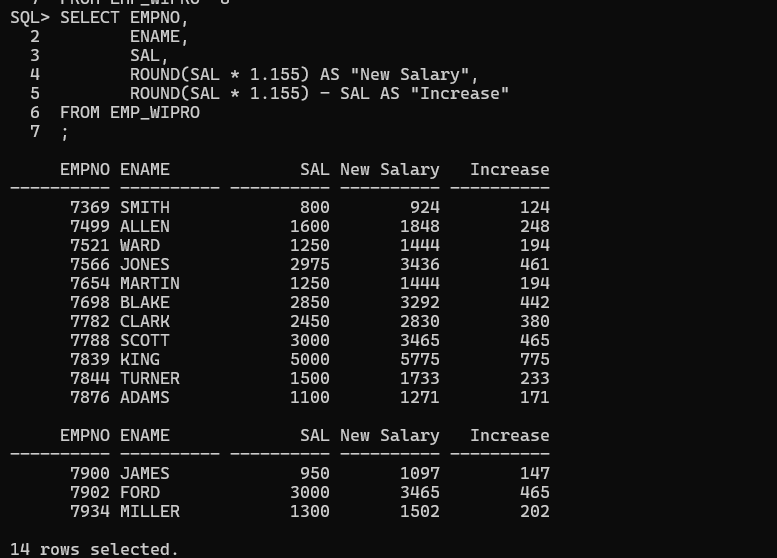 7  FROM EMP_WIPRO
SQL> SELECT EMPNO,
  2         ENAME,
  3         SAL,
  4         ROUND(SAL * 1.155) AS "New Salary",
  5         ROUND(SAL * 1.155) - SAL AS "Increase"
  6  FROM EMP_WIPRO
  7  ;
     EMPNO ENAME             SAL New Salary   Increase
---------- ---------- ---------- ---------- ----------
      7369 SMITH             800        924        124
      7499 ALLEN            1600       1848        248
      7521 WARD             1250       1444        194
      7566 JONES            2975       3436        461
      7654 MARTIN           1250       1444        194
      7698 BLAKE            2850       3292        442
      7782 CLARK            2450       2830        380
      7788 SCOTT            3000       3465        465
      7839 KING             5000       5775        775
      7844 TURNER           1500       1733        233
      7876 ADAMS            1100       1271        171
     EMPNO ENAME             SAL New Salary   Increase
---------- ---------- ---------- ---------- ----------
      7900 JAMES             950       1097        147
      7902 FORD             3000       3465        465
      7934 MILLER           1300       1502        202
14 rows selected.